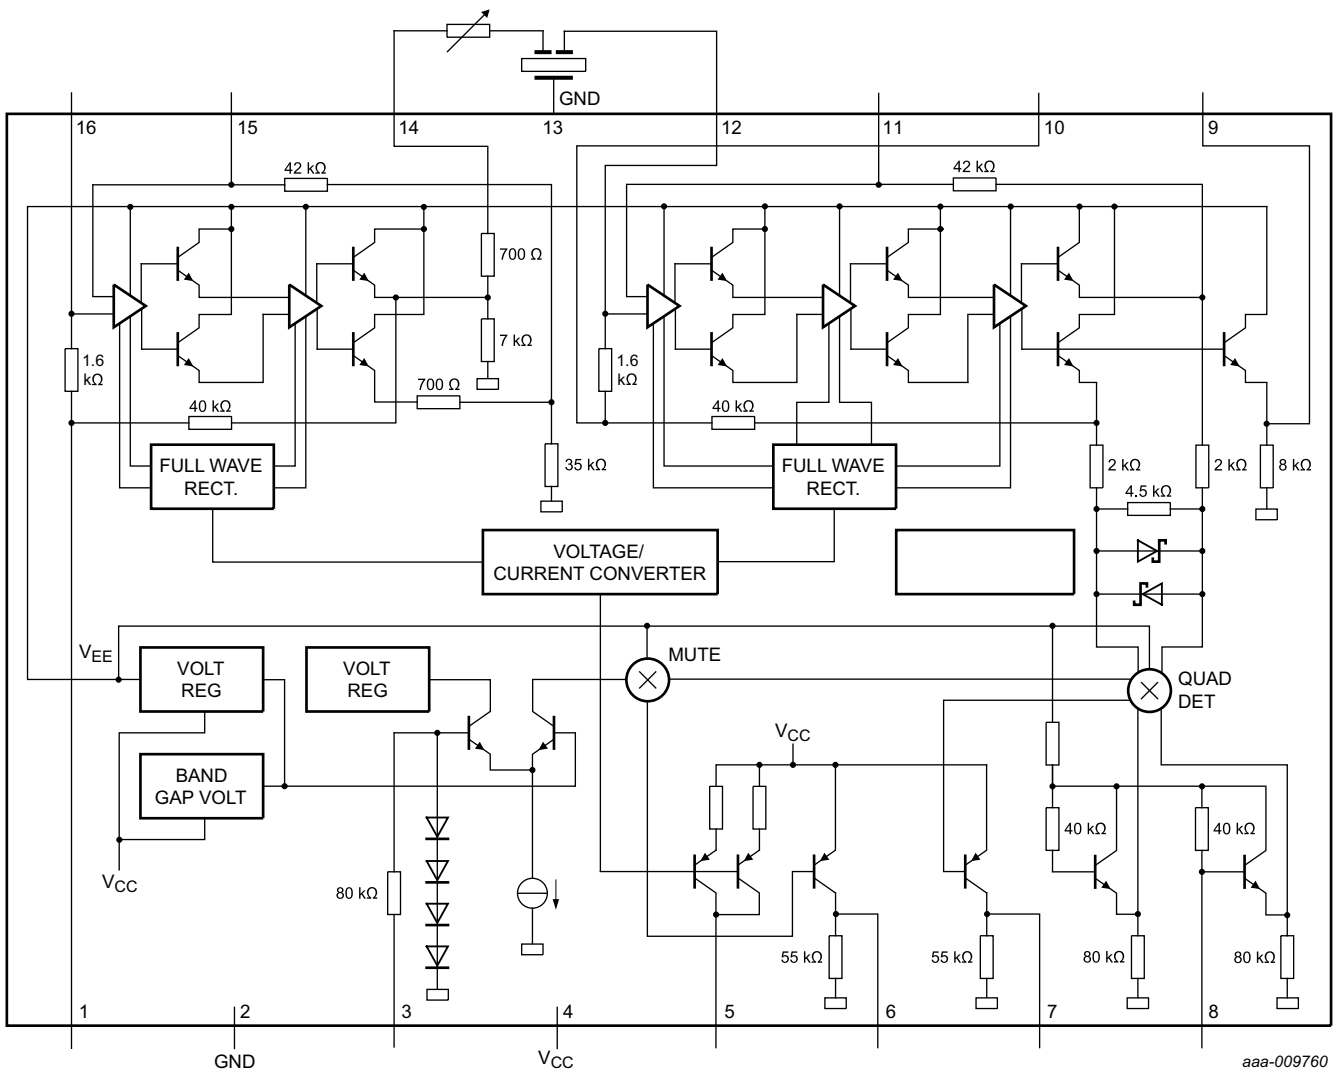 GND
16 15 14 13 12 11 10 9
42 kΩ 42 kΩ
700 Ω
7 kΩ
1.6
kΩ
1.6
kΩ
700 Ω
40 kΩ 40 kΩ
FULL WAVE
RECT.
35 kΩ
FULL WAVE
RECT.
2 kΩ 2 kΩ 8 kΩ
4.5 kΩ
VOLTAGE/
CURRENT CONVERTER
VEE
VOLT
REG
VOLT
REG
MUTE
QUAD
DET
VCC
BAND
GAP VOLT
40 kΩ 40 kΩ
VCC
80 kΩ
55 kΩ 55 kΩ 80 kΩ 80 kΩ
1 2 3 4 5 6 7 8
GND VCC
aaa-009760